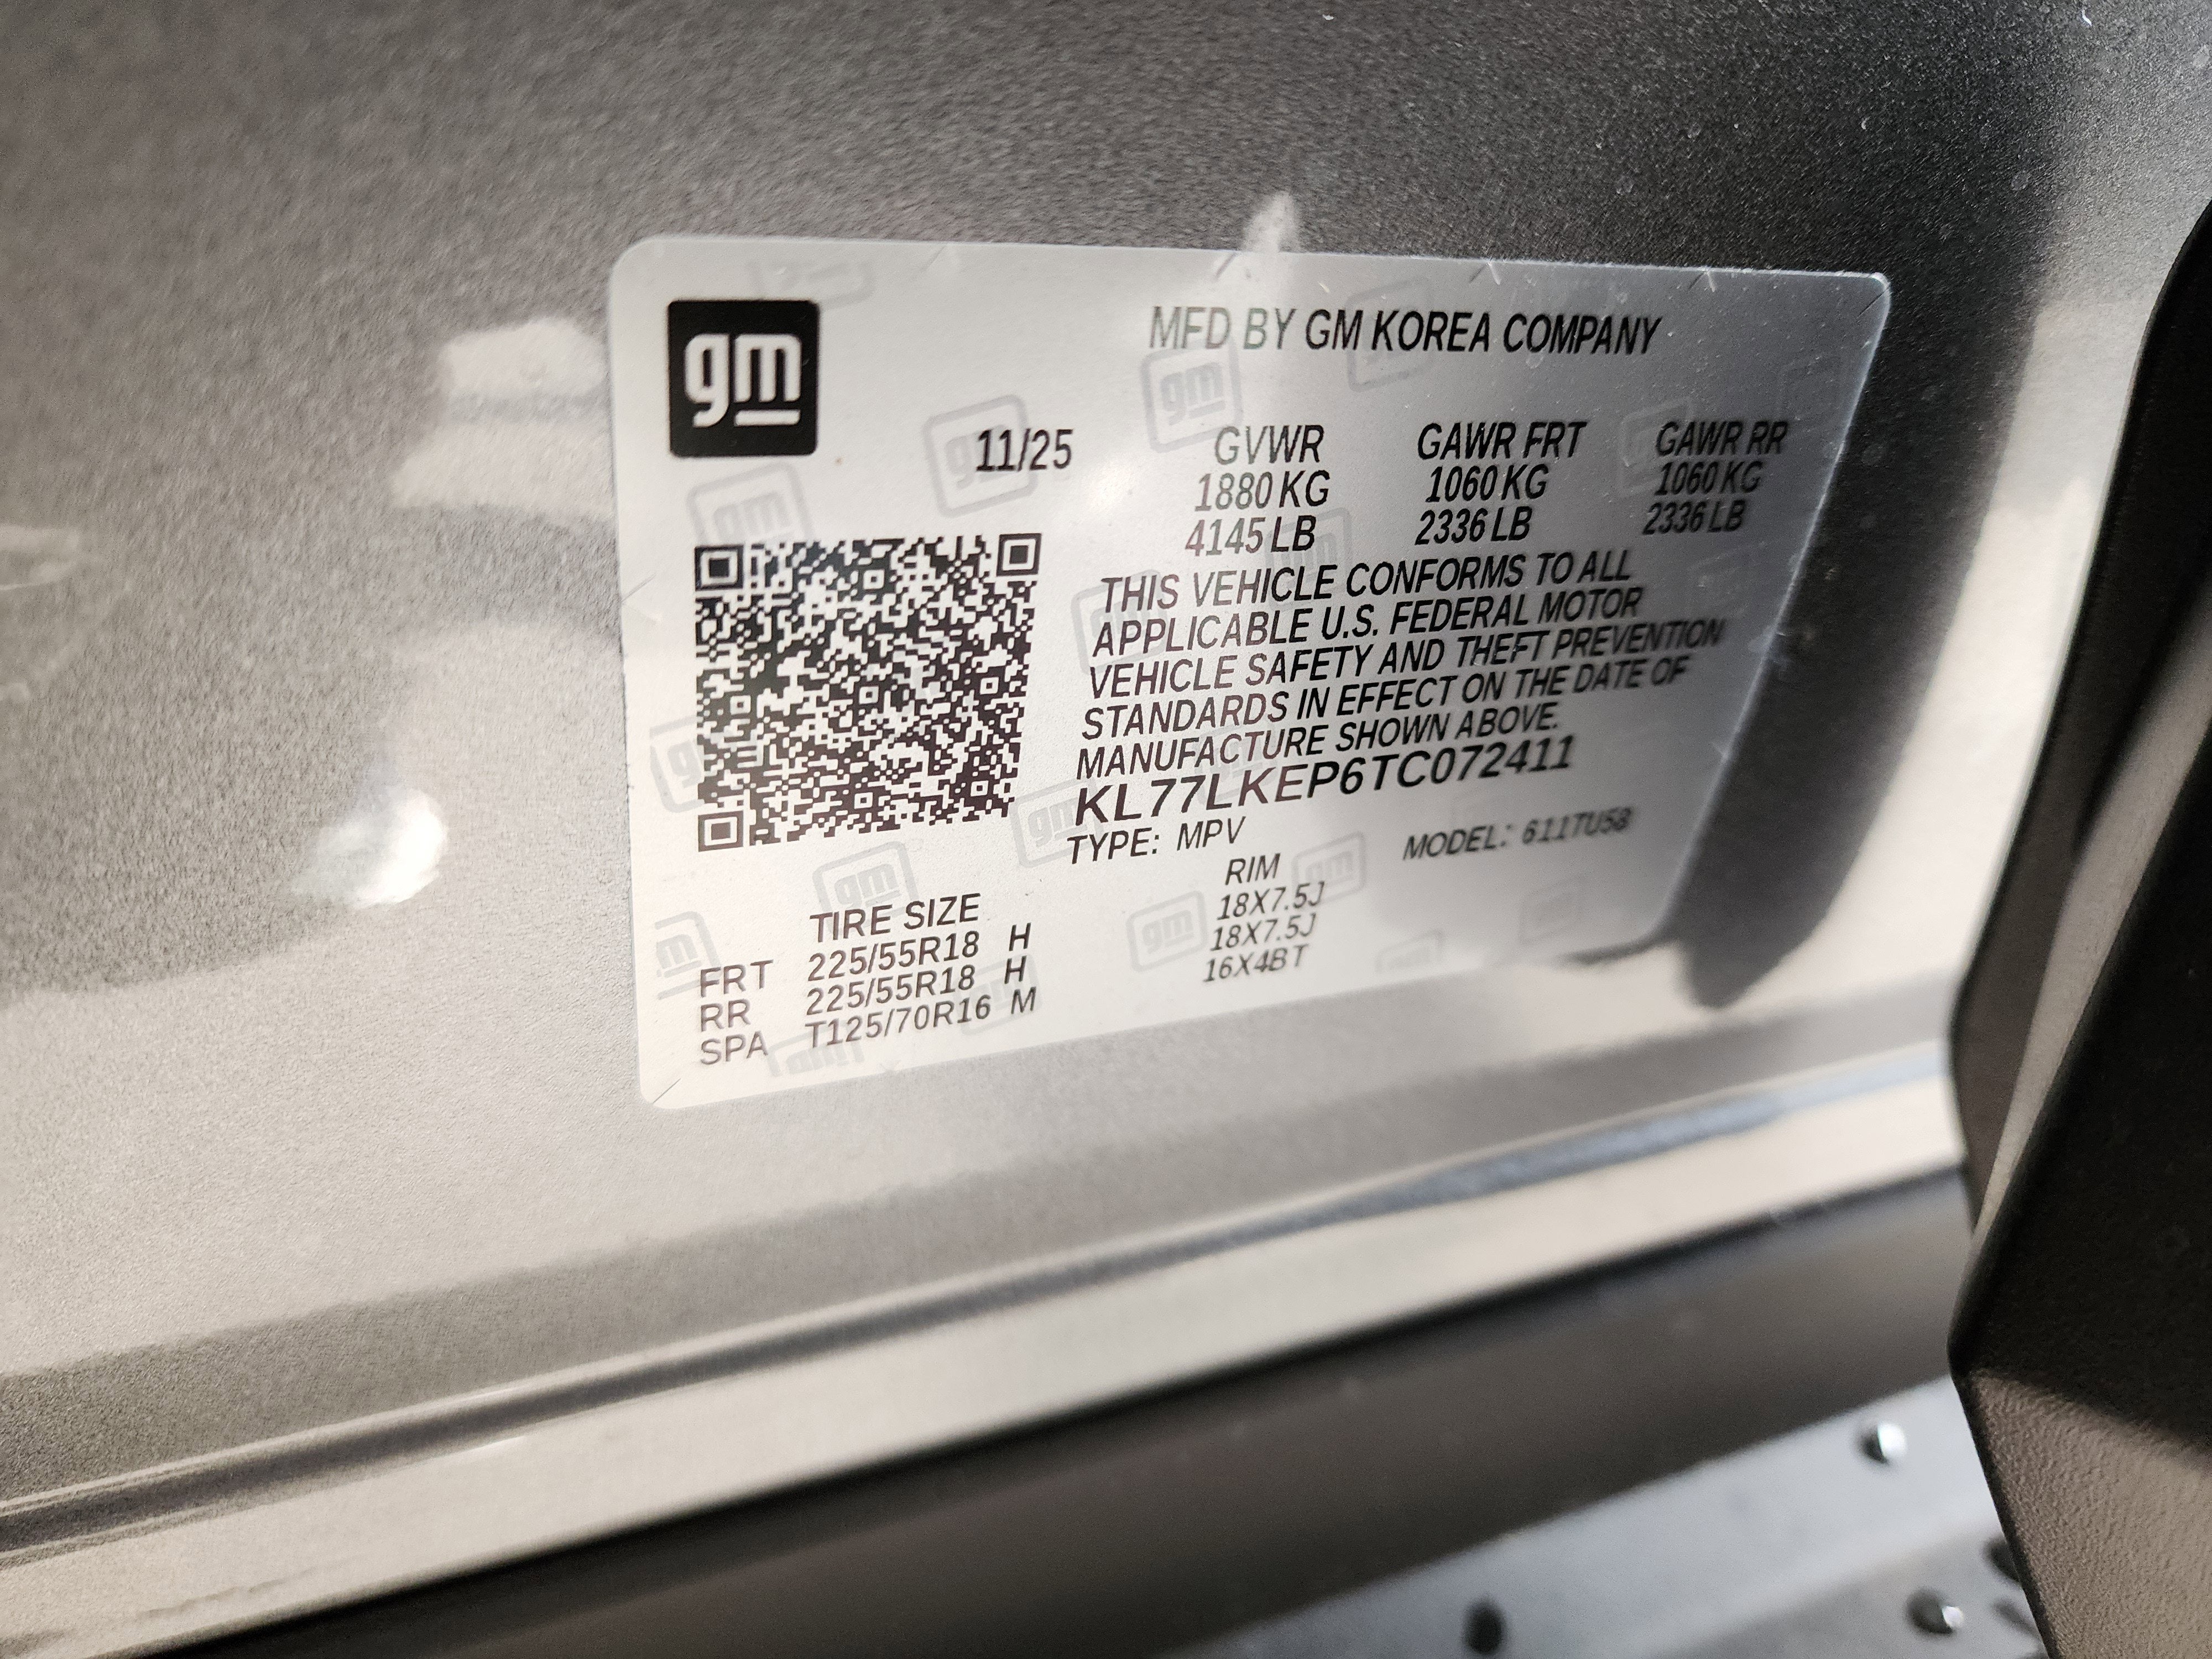 gm
MFD BY GM KOREA COMPANY
11/25 GVWR GAWR FRT GAWR RR
1880 KG 1060 KG 1060 KG
4145 LB 2336 LB 2336 LB
THIS VEHICLE CONFORMS TO ALL
APPLICABLE U.S. FEDERAL MOTOR
VEHICLE SAFETY AND THEFT PREVENTION
STANDARDS IN EFFECT ON THE DATE OF
MANUFACTURE SHOWN ABOVE.
KL77LKEP6TC072411
TYPE: MPV MODEL: 611TU58
TIRE SIZE RIM
FRT 225/55R18 H 18X7.5J
RR 225/55R18 H 18X7.5J
SPA T125/70R16 M 16X4BT